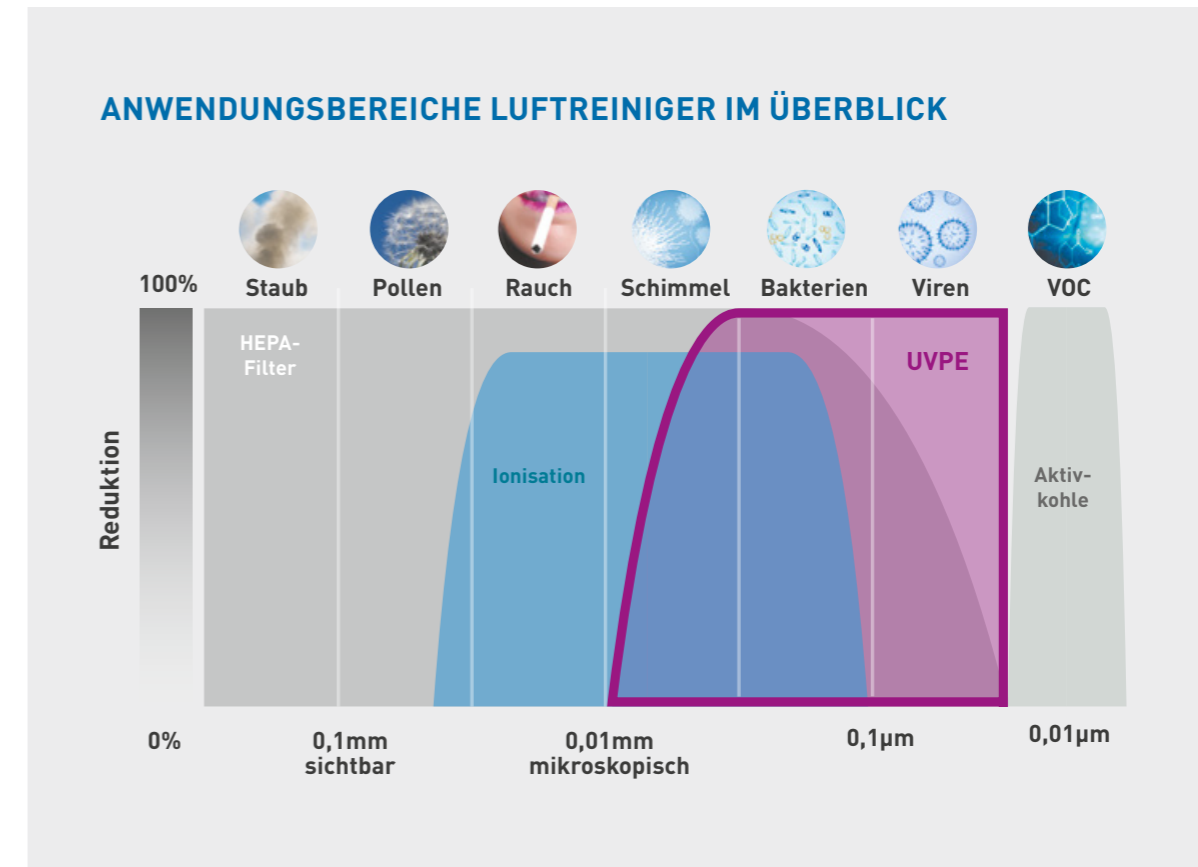 ANWENDUNGSBEREICHE LUFTREINIGER IM ÜBERBLICK
100%
Staub
Pollen
Rauch
Schimmel
Bakterien
Viren
VOC
HEPA-
Filter
UVPE
Ionisation
Aktiv-
kohle
Reduktion
0%
0,1mm
sichtbar
0,01mm
mikroskopisch
0,1µm
0,01µm